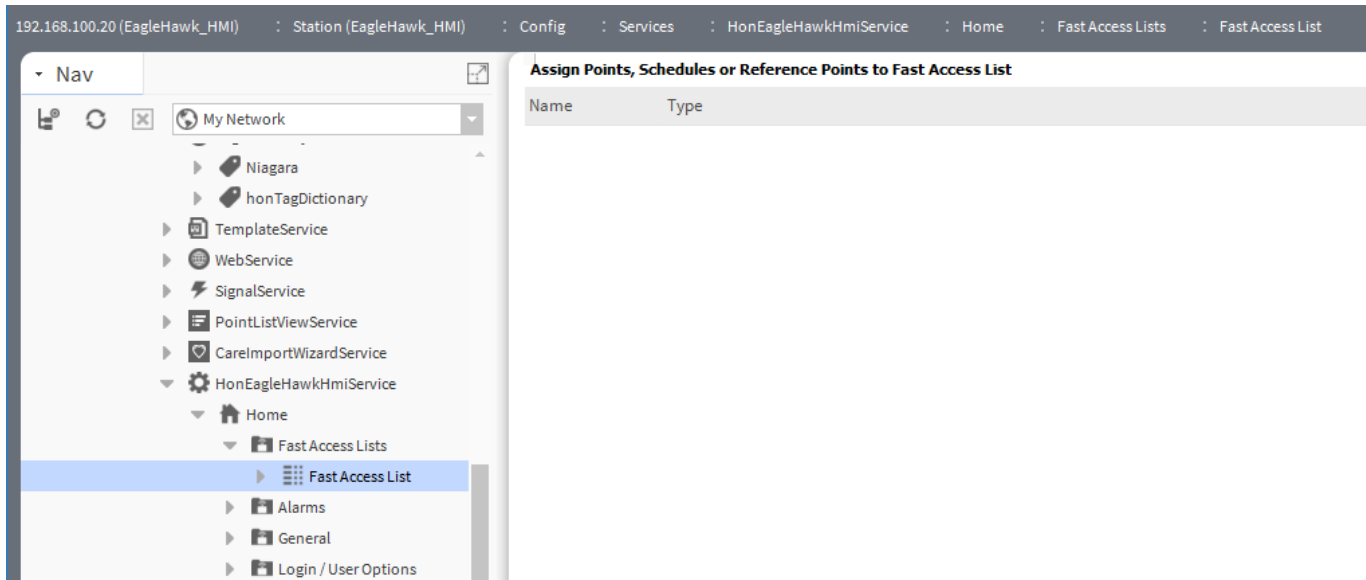 192.168.100.20 (EagleHawk_HMI) : Station (EagleHawk_HMI) : Config : Services : HonEagleHawkHmiService : Home : Fast Access Lists : Fast Access List
Nav
My Network
Niagara
honTagDictionary
TemplateService
WebService
SignalService
PointListViewService
CareImportWizardService
HonEagleHawkHmiService
Home
Fast Access Lists
Fast Access List
Alarms
General
Login / User Options
Assign Points, Schedules or Reference Points to Fast Access List
Name Type